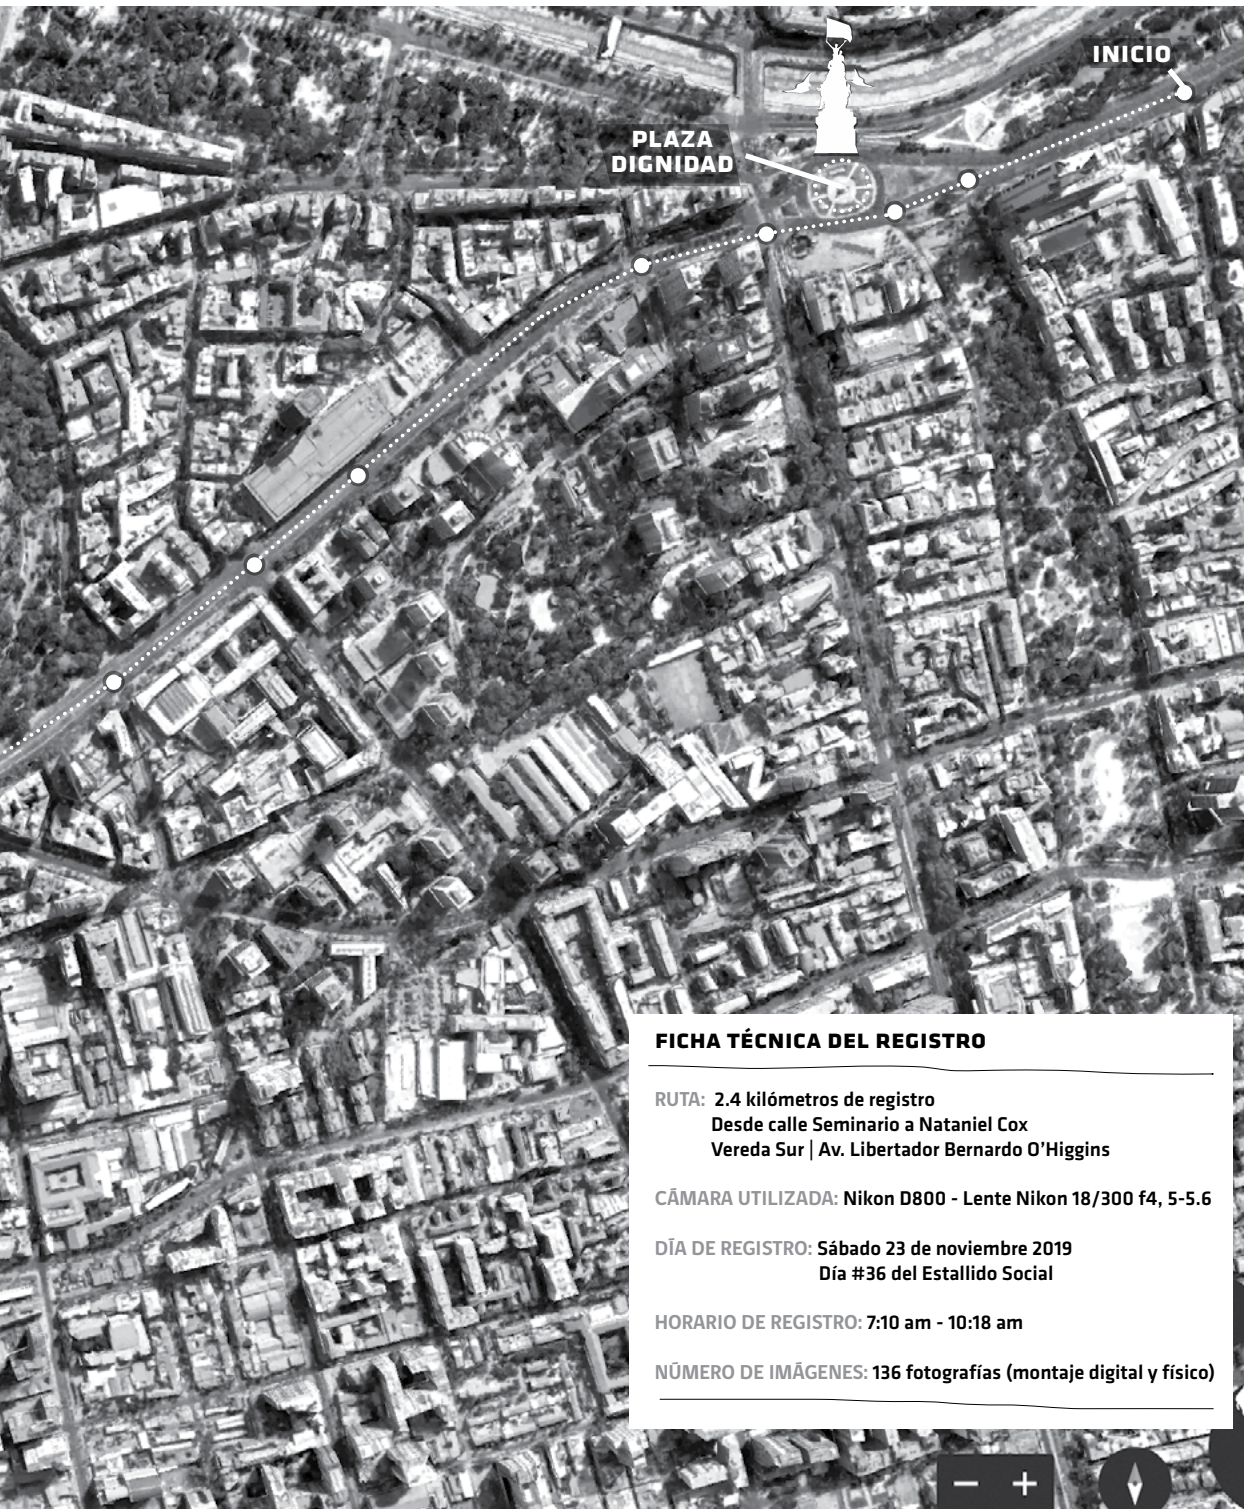 INICIO
PLAZA
DIGNIDAD
FICHA TÉCNICA DEL REGISTRO
RUTA: 2.4 kilómetros de registro
Desde calle Seminario a Nataniel Cox
Vereda Sur | Av. Libertador Bernardo O'Higgins
CÁMARA UTILIZADA: Nikon D800 - Lente Nikon 18/300 f4, 5-5.6
DÍA DE REGISTRO: Sábado 23 de noviembre 2019
Día #36 del Estallido Social
HORARIO DE REGISTRO: 7:10 am - 10:18 am
NÚMERO DE IMÁGENES: 136 fotografías (montaje digital y físico)